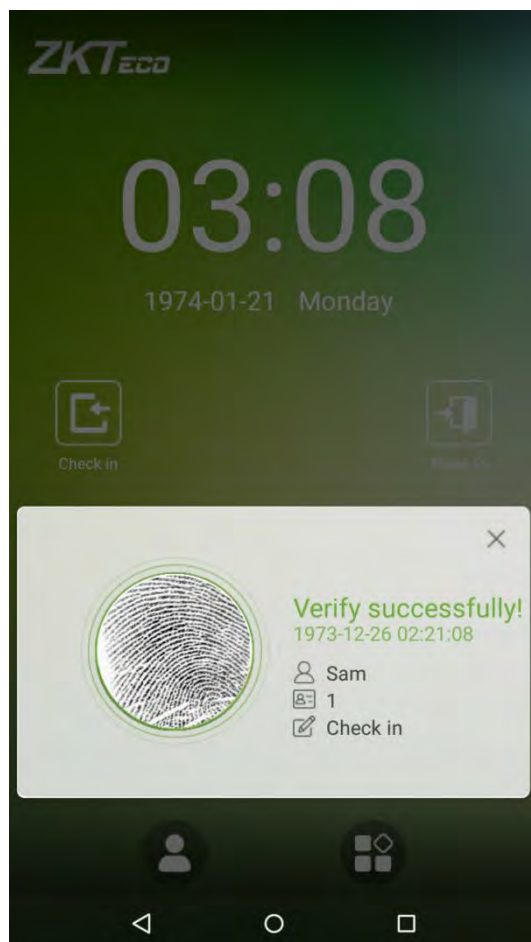 ZKTECO
03:08
1974-01-21 Monday
Check in
Verify successfully!
1973-12-26 02:21:08
Sam
1
Check in